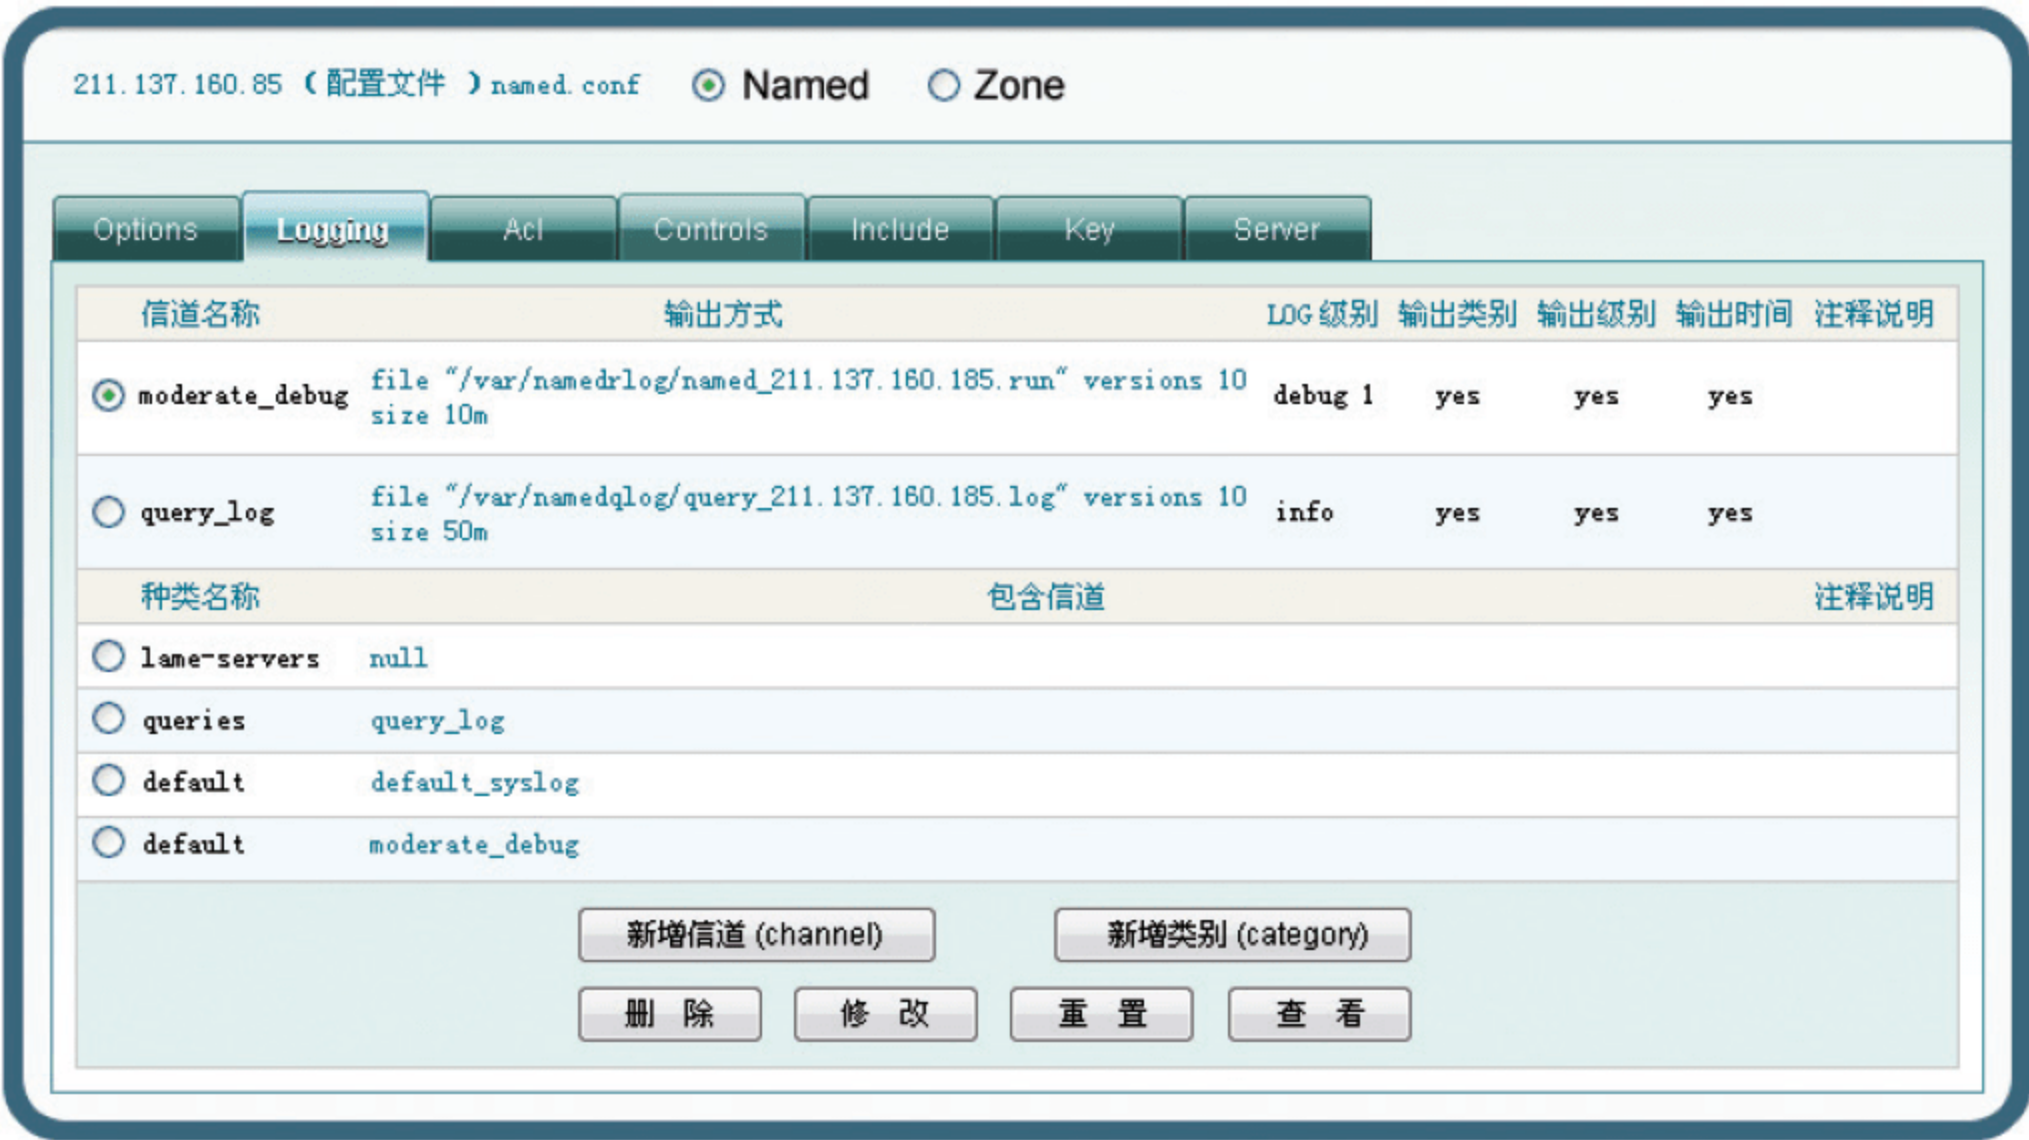 211.137.160.85 ( 配置文件 ) named.conf Named Zone
Options Logging Acl Controls Include Key Server
信道名称 输出方式 LOG 级别 输出类别 输出级别 输出时间 注释说明
moderate_debug file "/var/namedrlog/named_211.137.160.185.run" versions 10 debug 1 yes yes yes
size 10m
query_log file "/var/namedqlog/query_211.137.160.185.log" versions 10 info yes yes yes
size 50m
种类名称 包含信道 注释说明
lame-servers null
queries query_log
default default_syslog
default moderate_debug
新增信道 (channel) 新增类别 (category)
删 除 修 改 重 置 查 看